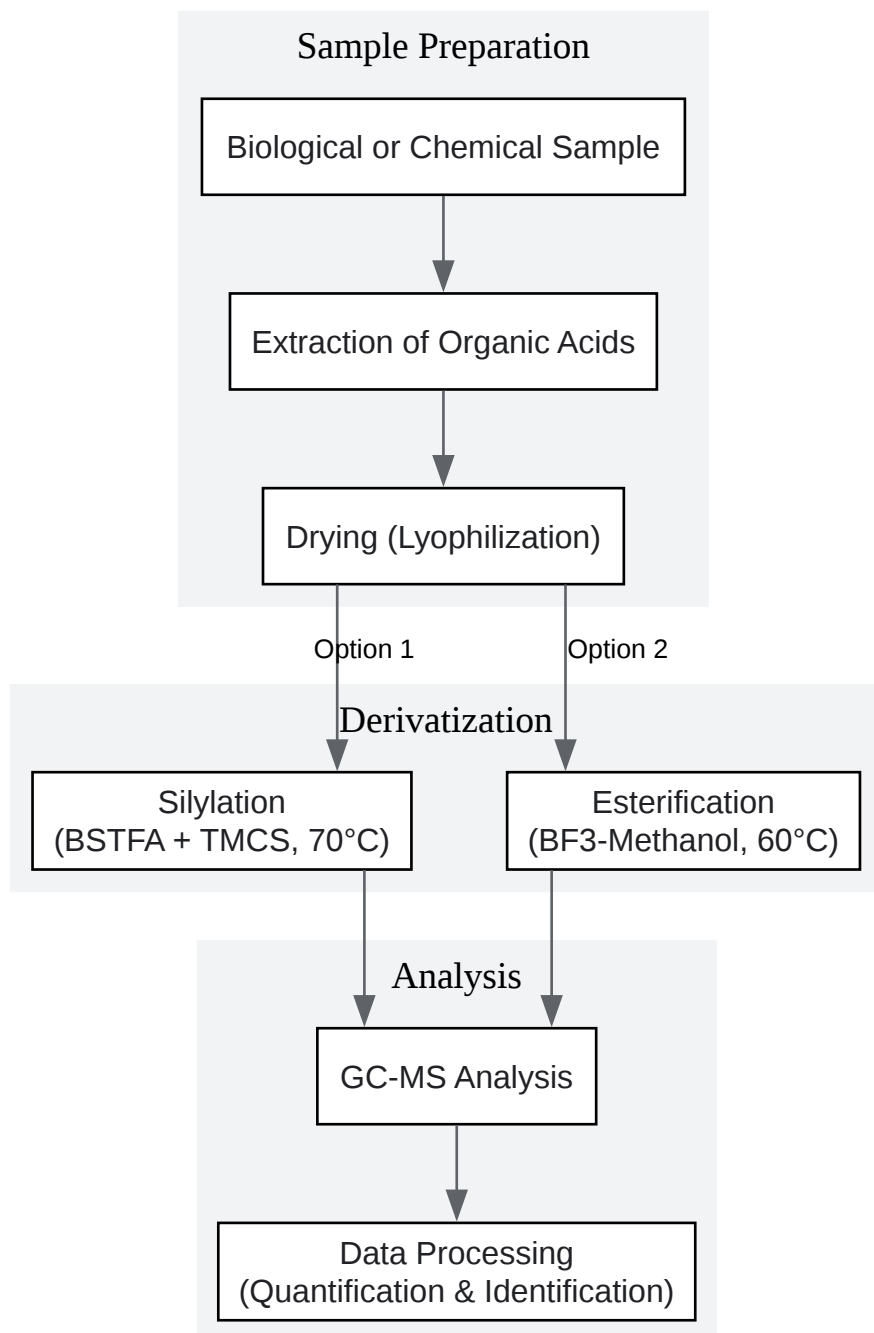 Sample Preparation
Biological or Chemical Sample
Extraction of Organic Acids
Drying (Lyophilization)
Option 1
Option 2
Derivatization
Silylation
(BSTFA + TMCS, 70°C)
Esterification
(BF3-Methanol, 60°C)
Analysis
GC-MS Analysis
Data Processing
(Quantification & Identification)